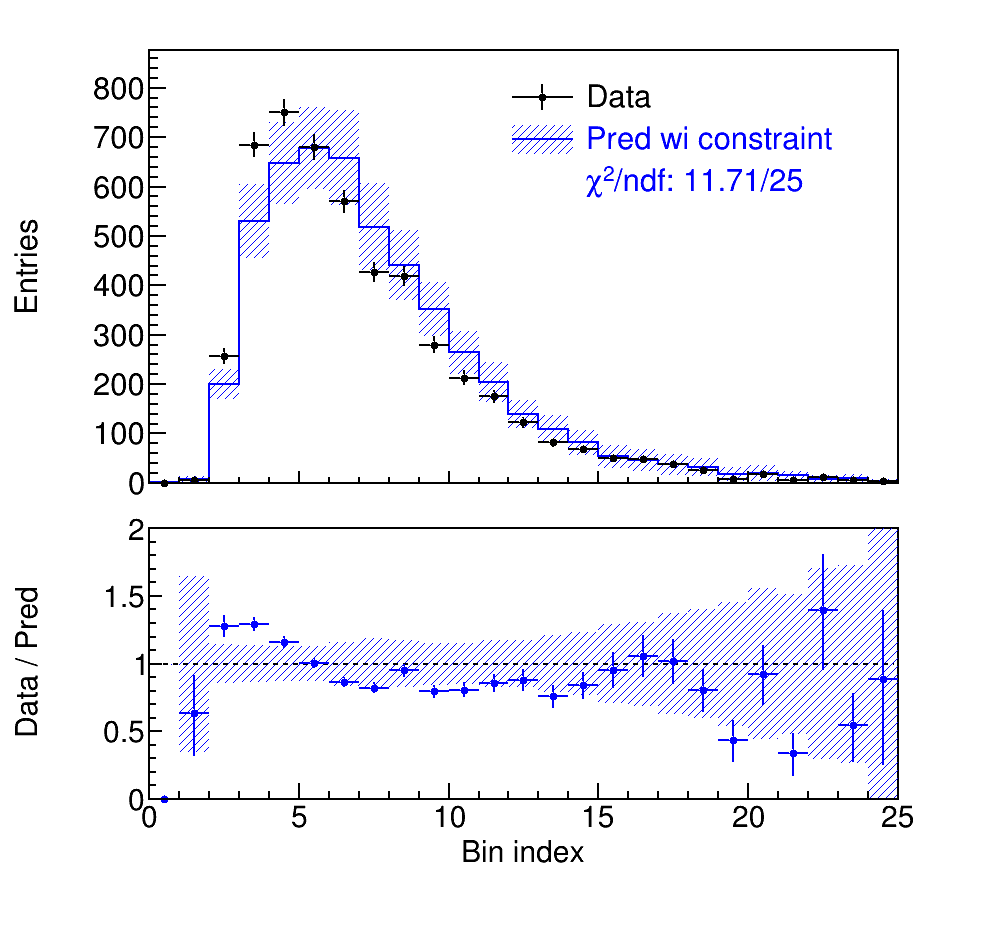 800
700
600
500
400
300
200
100
0
Entries
Data
Pred wi constraint
χ²/ndf: 11.71/25
2
1.5
1
0.5
0
Data / Pred
0 5 10 15 20 25
Bin index